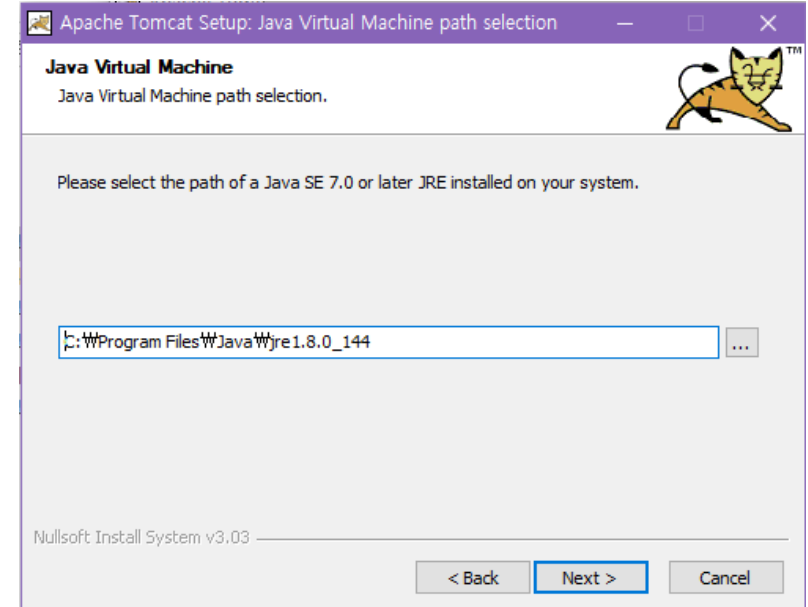 Apache Tomcat Setup: Java Virtual Machine path selection
TM
Java Virtual Machine
Java Virtual Machine path selection.
Please select the path of a Java SE 7.0 or later JRE installed on your system.
C:₩Program Files₩Java₩jre1.8.0_144
...
Nullsoft Install System v3.03
< Back
Next >
Cancel